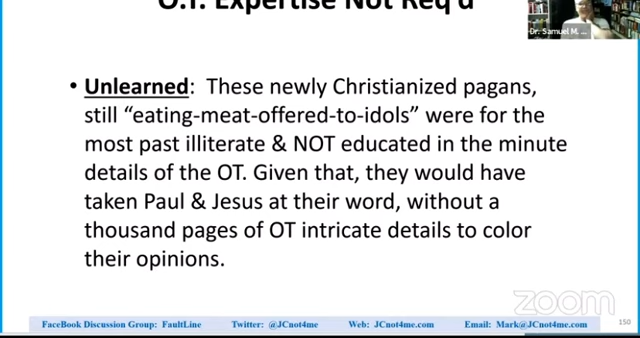 O.T. Expertise Not Req'd
Dr. Samuel M. ...
• Unlearned: These newly Christianized pagans,
still “eating-meat-offered-to-idols” were for the
most past illiterate & NOT educated in the minute
details of the OT. Given that, they would have
taken Paul & Jesus at their word, without a
thousand pages of OT intricate details to color
their opinions.
zoom
FaceBook Discussion Group: FaultLine Twitter: @JCnot4me Web: JCnot4me.com Email: Mark@JCnot4me.com 150